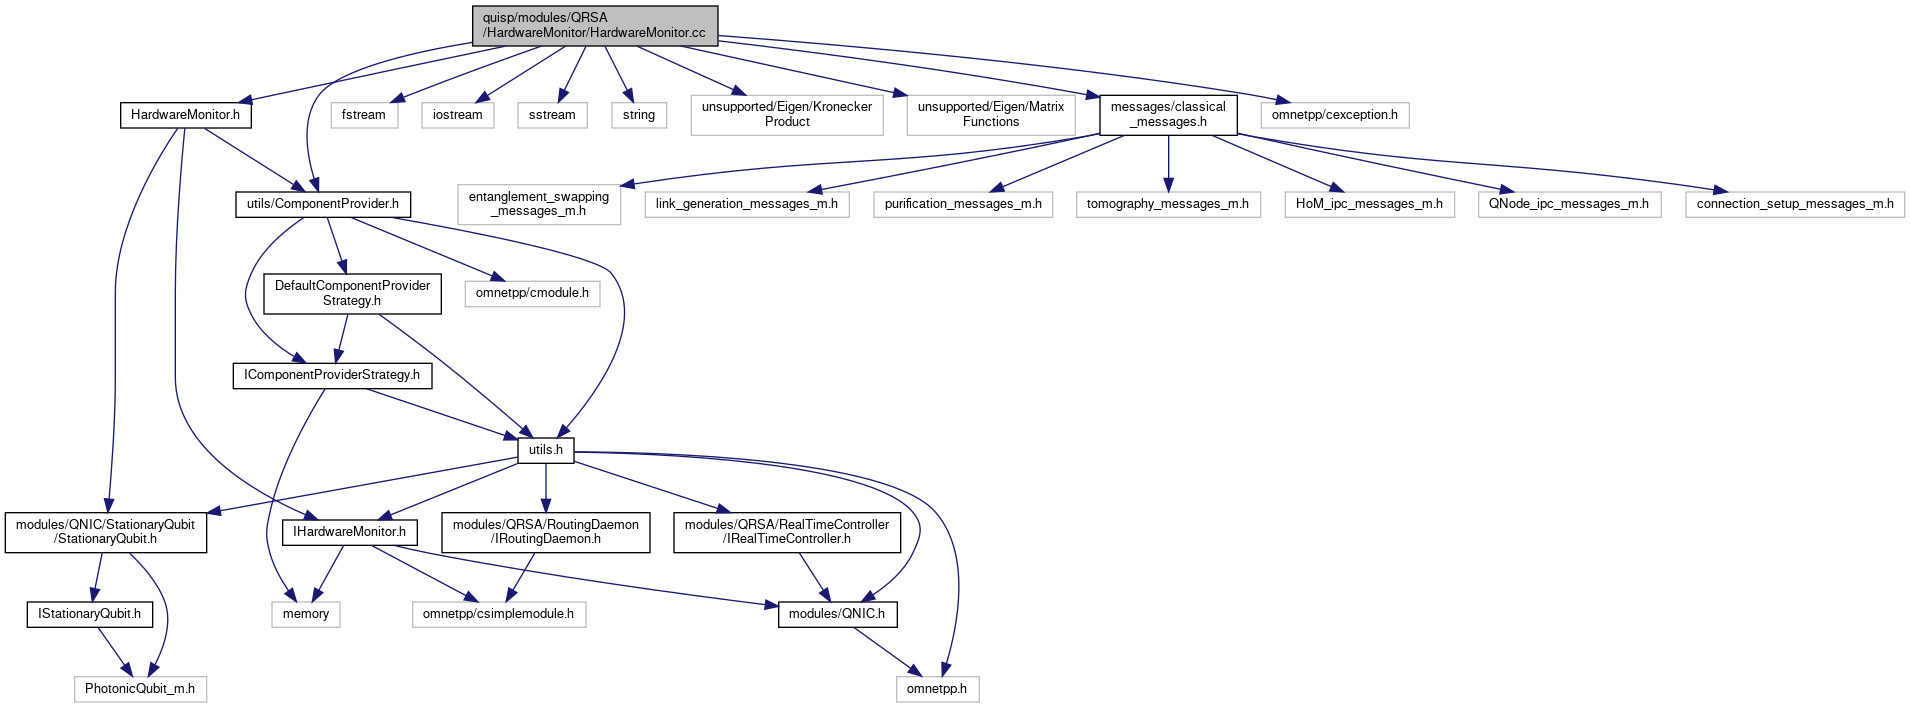 quisp/modules/QRSA
/HardwareMonitor/HardwareMonitor.cc
HardwareMonitor.h
fstream
iostream
sstream
string
unsupported/Eigen/Kronecker
Product
unsupported/Eigen/Matrix
Functions
messages/classical
_messages.h
omnetpp/cexception.h
utils/ComponentProvider.h
entanglement_swapping
_messages_m.h
link_generation_messages_m.h
purification_messages_m.h
tomography_messages_m.h
HoM_ipc_messages_m.h
QNode_ipc_messages_m.h
connection_setup_messages_m.h
DefaultComponentProvider
Strategy.h
omnetpp/cmodule.h
IComponentProviderStrategy.h
utils.h
modules/QNIC/StationaryQubit
/StationaryQubit.h
IHardwareMonitor.h
modules/QRSA/RoutingDaemon
/IRoutingDaemon.h
modules/QRSA/RealTimeController
/IRealTimeController.h
IStationaryQubit.h
memory
omnetpp/csimplemodule.h
modules/QNIC.h
PhotonicQubit_m.h
omnetpp.h